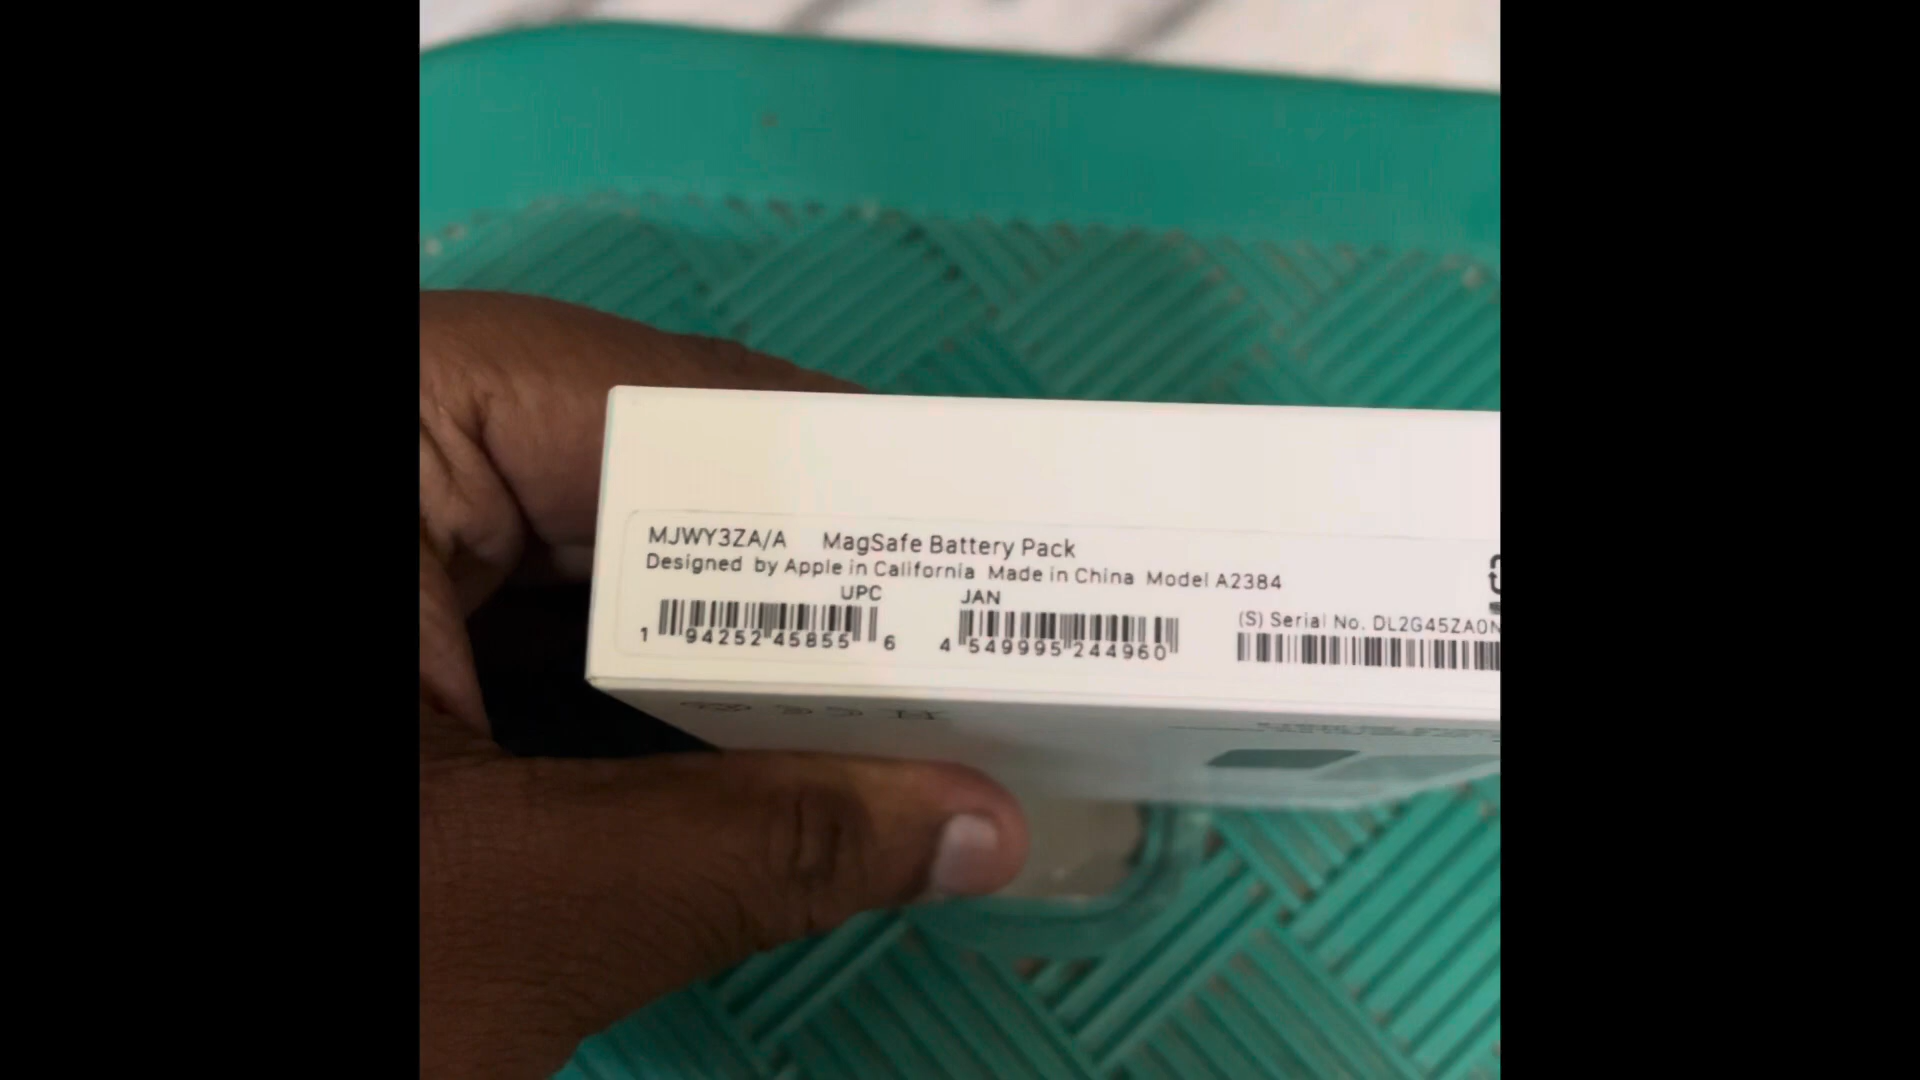 MJWY3ZA/A MagSafe Battery Pack
Designed by Apple in California Made in China Model A2384
UPC JAN
(S) Serial No. DL2G45ZA0N
1 94252 45855 6 4 549995 244960